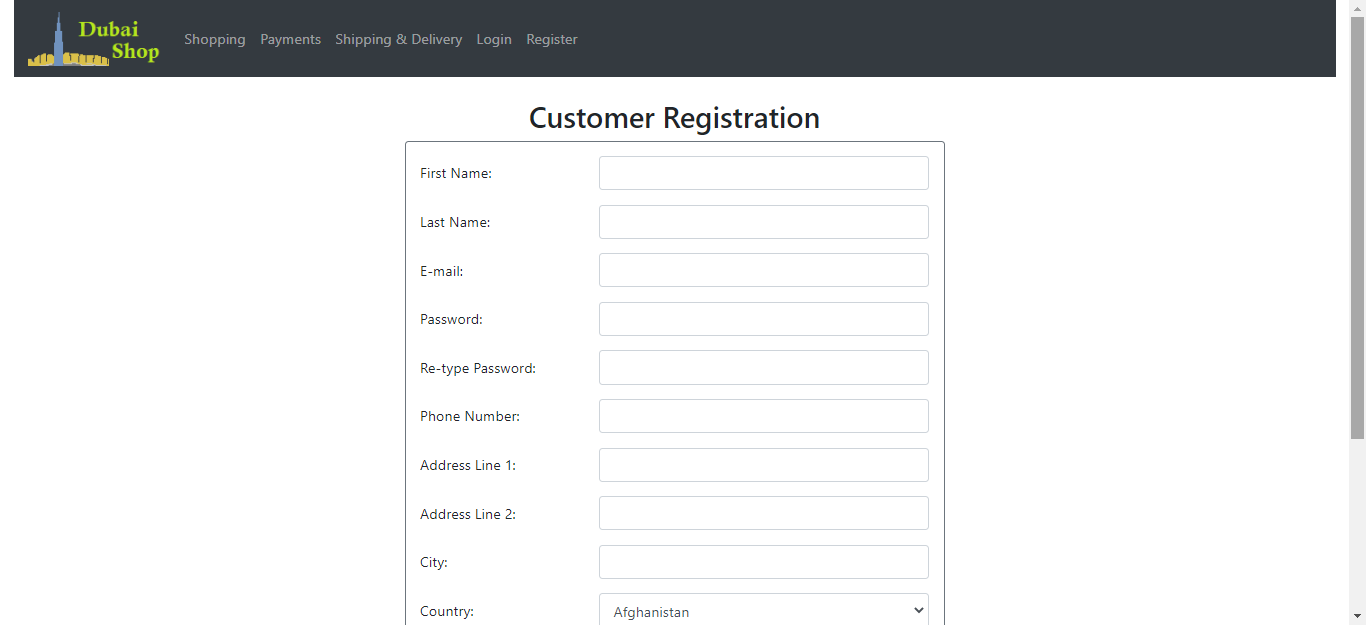 Dubai
Shop
Shopping Payments Shipping & Delivery Login Register
Customer Registration
First Name:
Last Name:
E-mail:
Password:
Re-type Password:
Phone Number:
Address Line 1:
Address Line 2:
City:
Country: Afghanistan